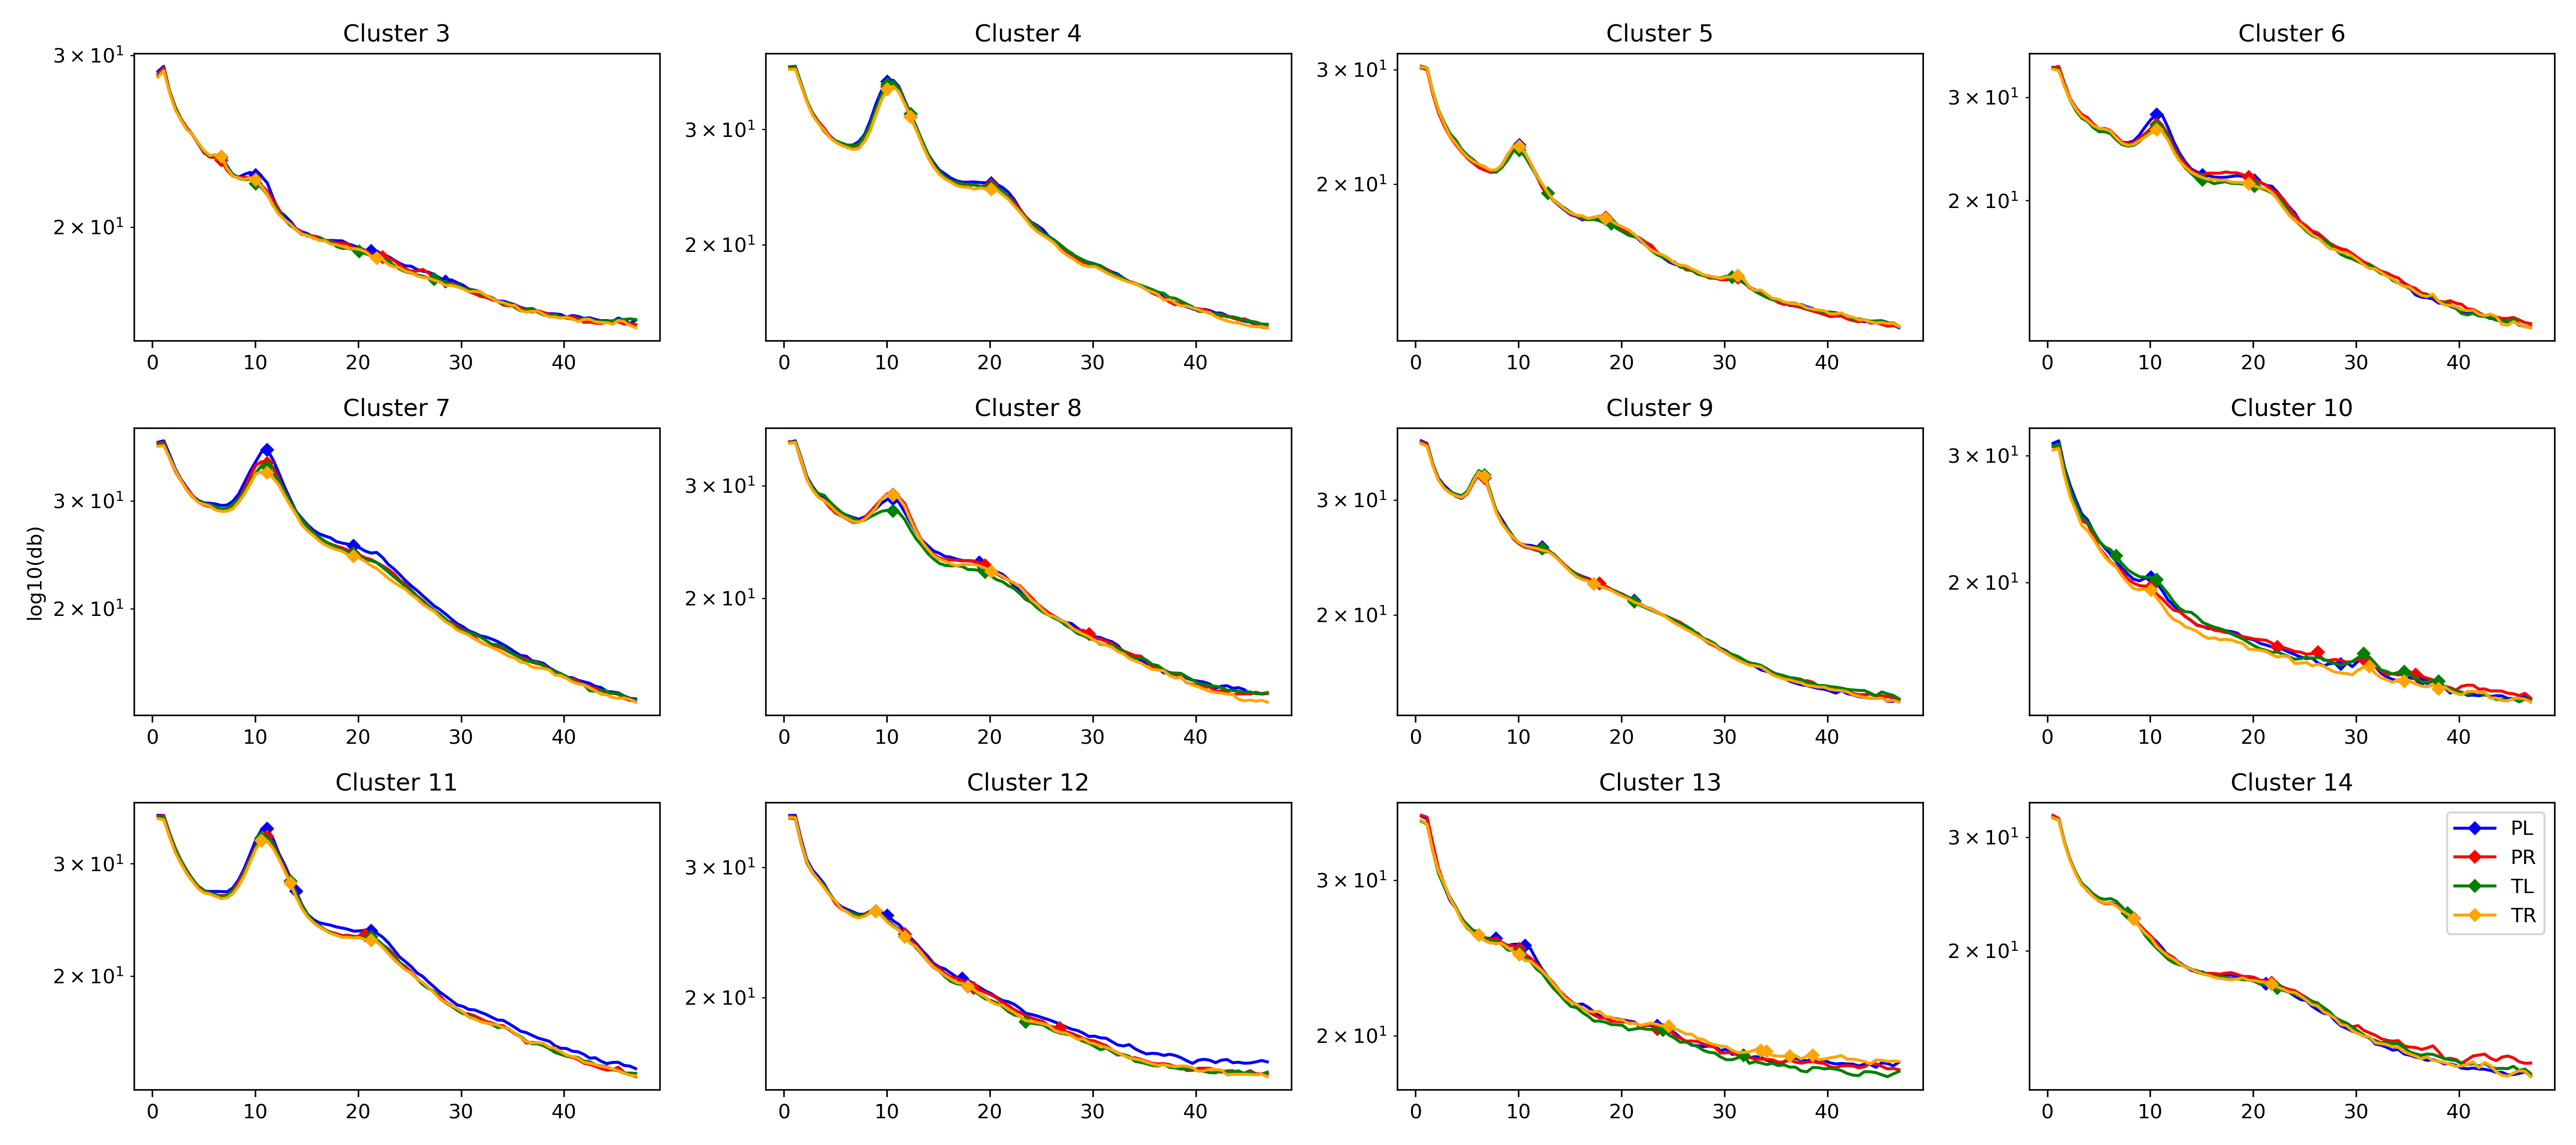 Cluster 3
3 × 10¹
2 × 10¹
0 10 20 30 40
Cluster 4
3 × 10¹
2 × 10¹
0 10 20 30 40
Cluster 5
3 × 10¹
2 × 10¹
0 10 20 30 40
Cluster 6
3 × 10¹
2 × 10¹
0 10 20 30 40
log10(db)
Cluster 7
3 × 10¹
2 × 10¹
0 10 20 30 40
Cluster 8
3 × 10¹
2 × 10¹
0 10 20 30 40
Cluster 9
3 × 10¹
2 × 10¹
0 10 20 30 40
Cluster 10
3 × 10¹
2 × 10¹
0 10 20 30 40
Cluster 11
3 × 10¹
2 × 10¹
0 10 20 30 40
Cluster 12
3 × 10¹
2 × 10¹
0 10 20 30 40
Cluster 13
3 × 10¹
2 × 10¹
0 10 20 30 40
Cluster 14
3 × 10¹
2 × 10¹
0 10 20 30 40
PL
PR
TL
TR